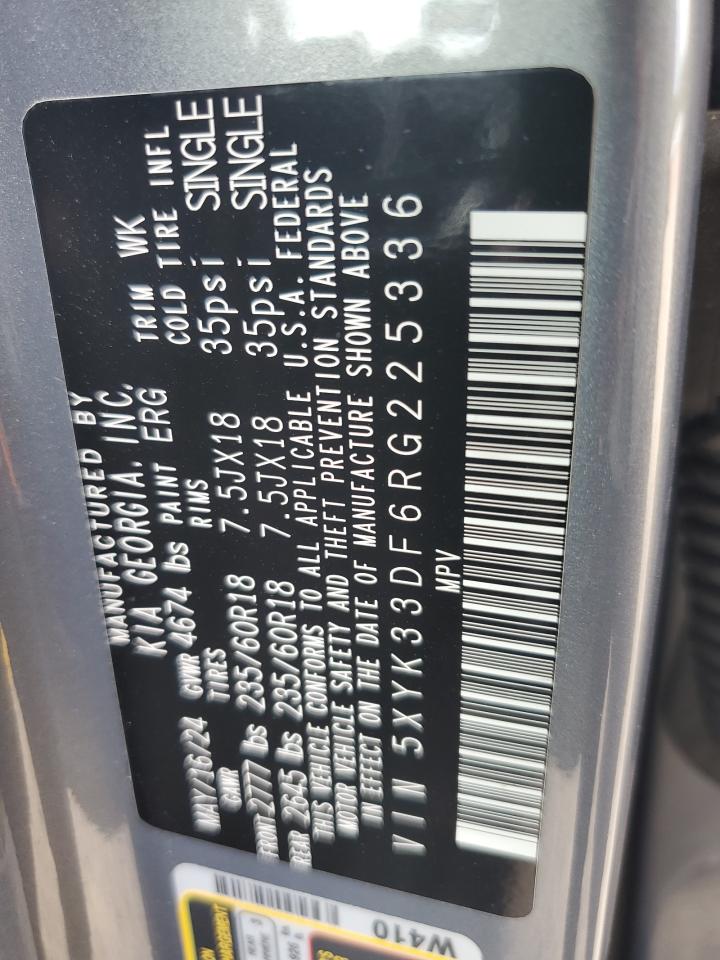 MANUFACTURED BY
KIA GEORGIA. INC.
MAY/26/24 GVWR 4674 lbs PAINT ERG TRIM WK
GAWR TIRES RIMS COLD TIRE INFL
FRONT 2777 lbs 235/60R18 7.5JX18 35psi SINGLE
REAR 2645 lbs 235/60R18 7.5JX18 35psi SINGLE
THIS VEHICLE CONFORMS TO ALL APPLICABLE U.S.A. FEDERAL
MOTOR VEHICLE SAFETY AND THEFT PREVENTION STANDARDS
IN EFFECT ON THE DATE OF MANUFACTURE SHOWN ABOVE
VIN 5XYK33DF6RG225336
MPV
W410